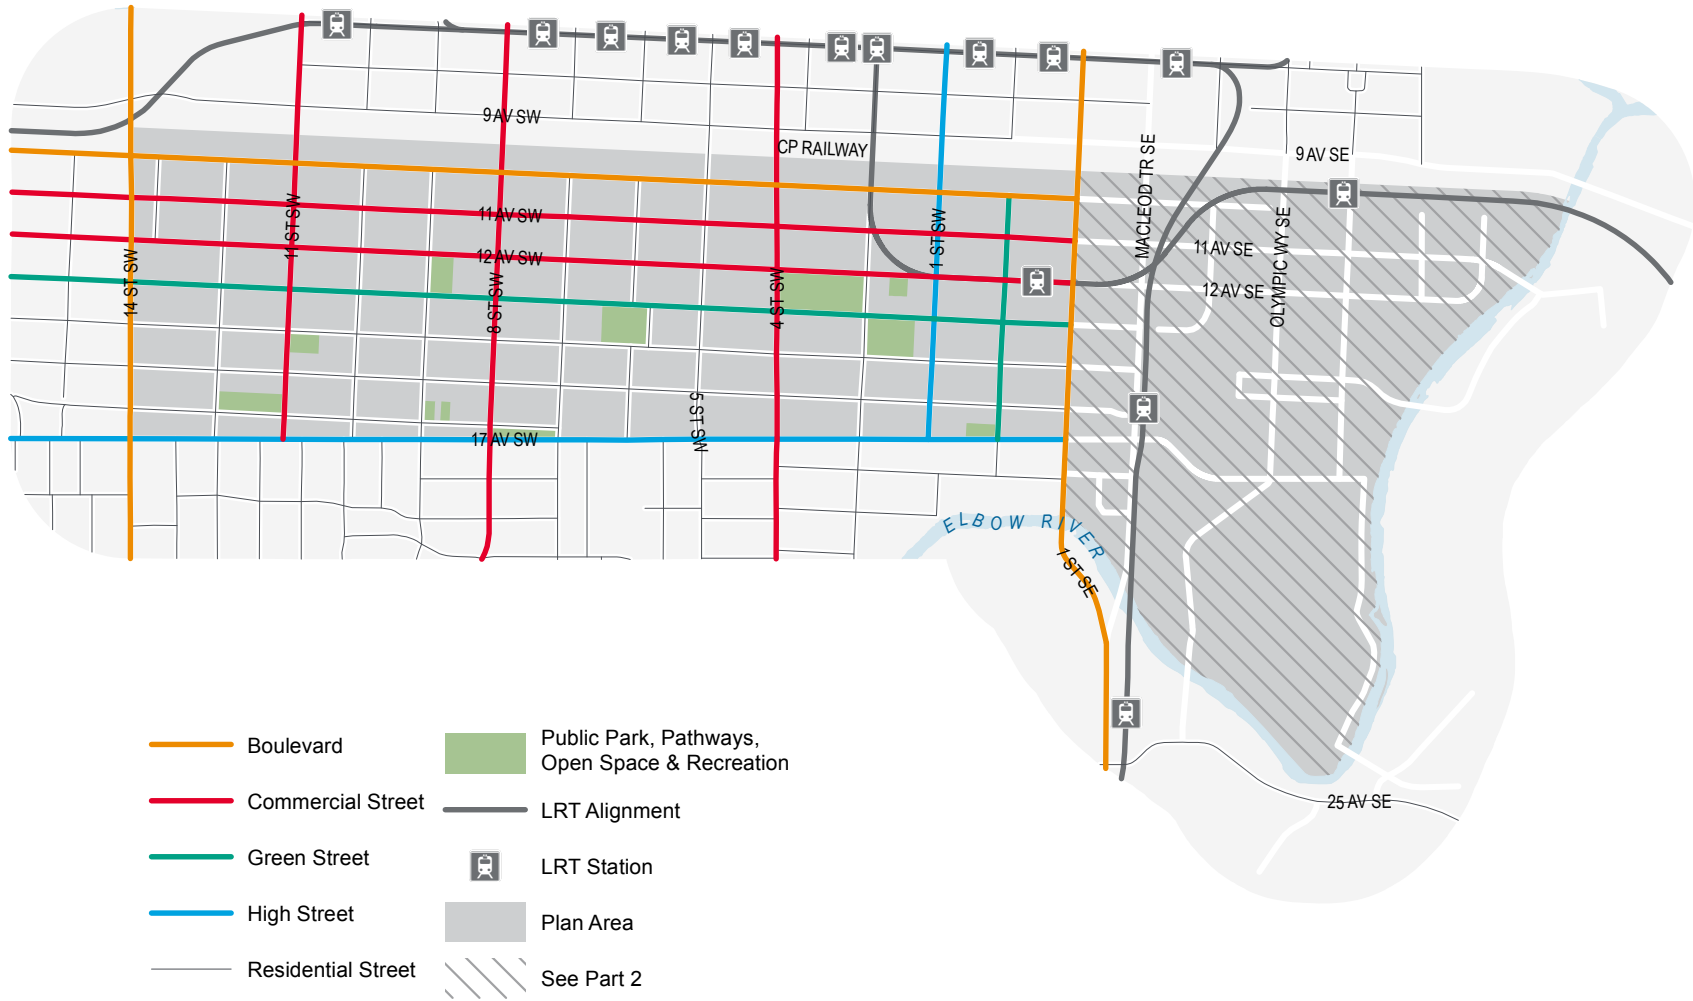 9 AV SW
CP RAILWAY
MACLEOD TR SE
9 AV SE
11 ST SW
11 AV SW
1 ST SW
11 AV SE
12 AV SW
OLYMPIC WY SE
14 ST SW
8 ST SW
4 ST SW
12 AV SE
5 ST SW
17 AV SW
ELBOW RIVER
1 ST SE
25 AV SE
Boulevard
Commercial Street
Green Street
High Street
Residential Street
Public Park, Pathways,
Open Space & Recreation
LRT Alignment
LRT Station
Plan Area
See Part 2